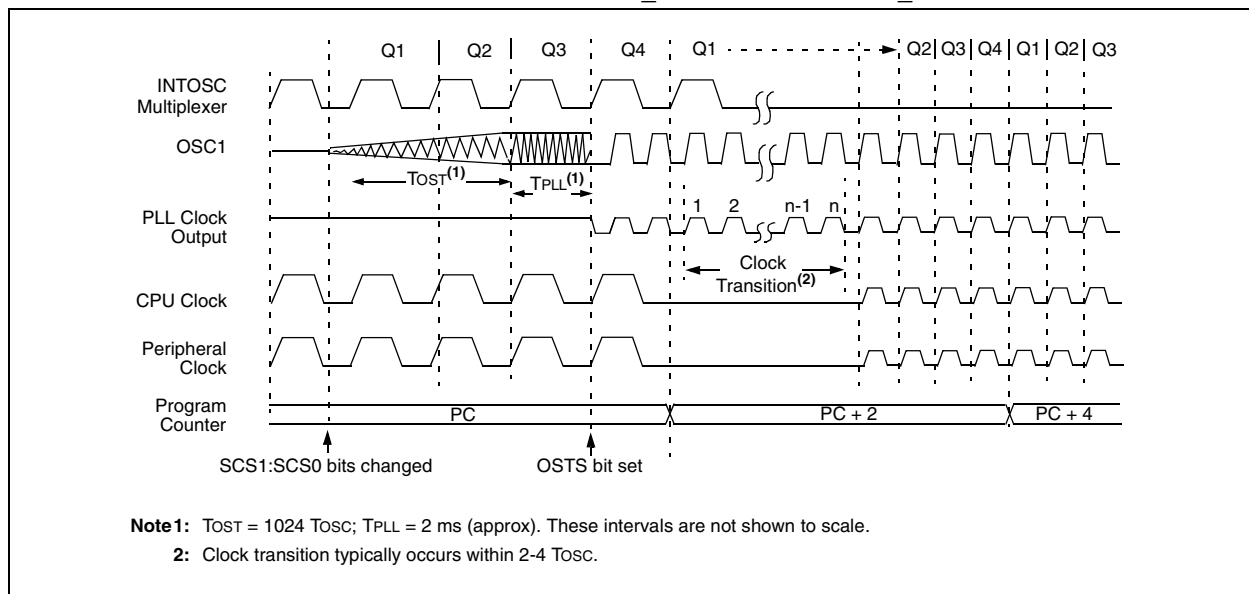 Q1 Q2 Q3 Q4 Q1 Q2 Q3 Q4 Q1 Q2 Q3
INTOSC
Multiplexer
OSC1
TOST(1) TPLL(1)
1 2 n-1 n
PLL Clock
Output
Clock
Transition(2)
CPU Clock
Peripheral
Clock
Program
Counter
PC PC + 2 PC + 4
SCS1:SCS0 bits changed OSTS bit set
Note1: TOST = 1024 TOSC; TPLL = 2 ms (approx). These intervals are not shown to scale.
2: Clock transition typically occurs within 2-4 TOSC.